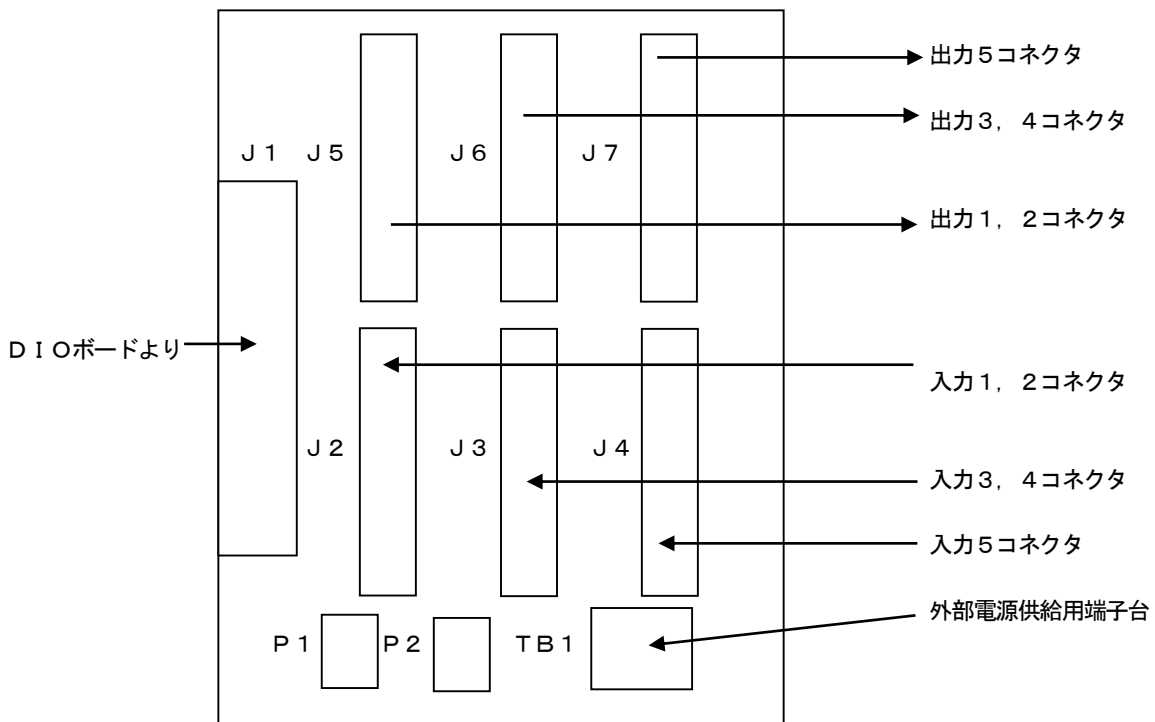 出力５コネクタ
出力３，４コネクタ
Ｊ１
Ｊ５
Ｊ６
Ｊ７
出力１，２コネクタ
ＤＩＯボードより
入力１，２コネクタ
Ｊ２
Ｊ３
Ｊ４
入力３，４コネクタ
入力５コネクタ
外部電源供給用端子台
Ｐ１
Ｐ２
ＴＢ１